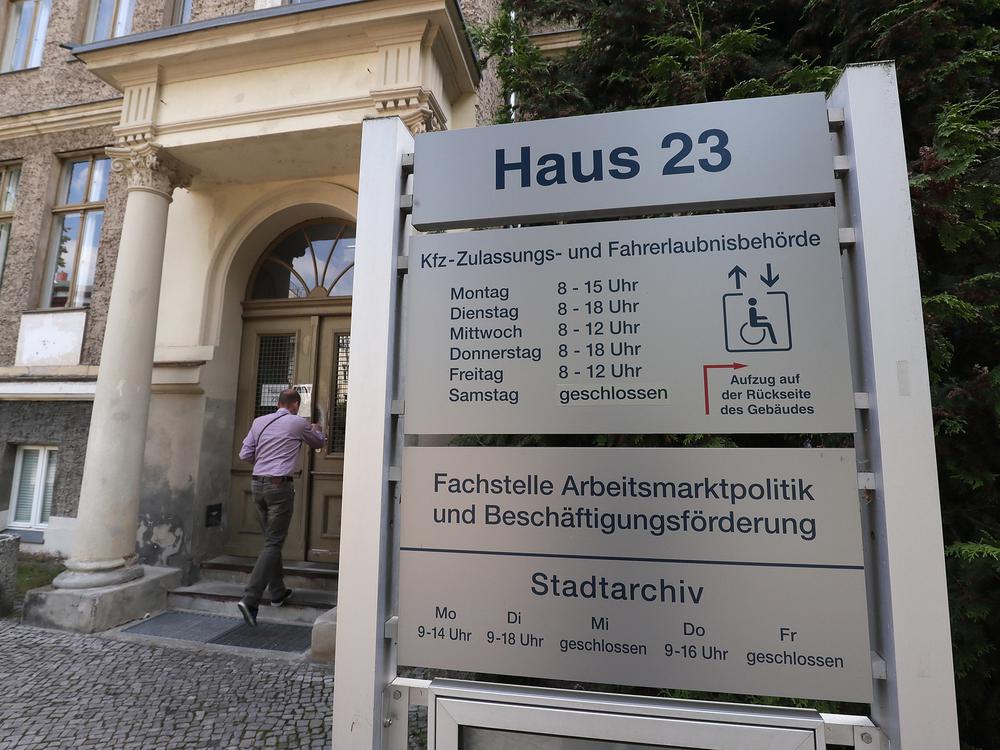 Haus 23
Kfz-Zulassungs- und Fahrerlaubnisbehörde
Montag 8 - 15 Uhr
Dienstag 8 - 18 Uhr
Mittwoch 8 - 12 Uhr
Donnerstag 8 - 18 Uhr
Freitag 8 - 12 Uhr
Samstag geschlossen
Aufzug auf
der Rückseite
des Gebäudes
Fachstelle Arbeitsmarktpolitik
und Beschäftigungsförderung
Stadtarchiv
Mo Di Mi Do Fr
9-14 Uhr 9-18 Uhr geschlossen 9-16 Uhr geschlossen